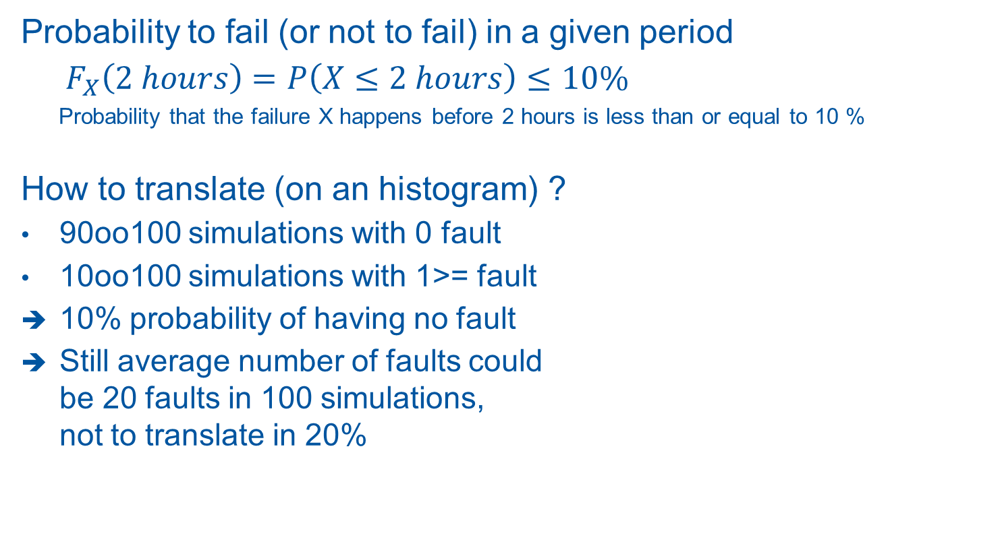 Probability to fail (or not to fail) in a given period
F_X(2 hours) = P(X ≤ 2 hours) ≤ 10%
Probability that the failure X happens before 2 hours is less than or equal to 10 %
How to translate (on an histogram) ?
• 90oo100 simulations with 0 fault
• 10oo100 simulations with 1>= fault
➔ 10% probability of having no fault
➔ Still average number of faults could
be 20 faults in 100 simulations,
not to translate in 20%